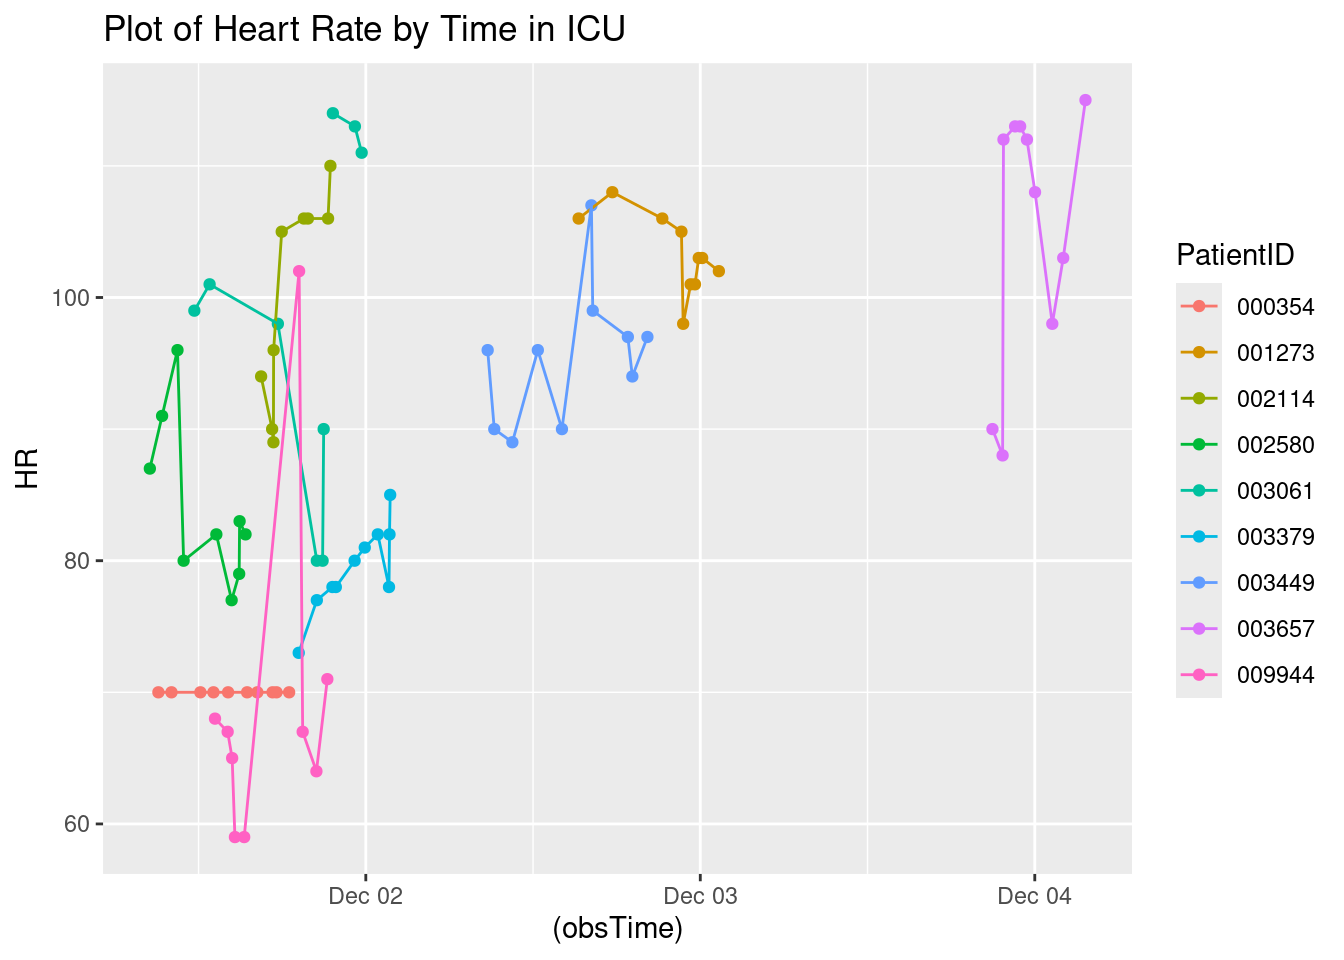 Plot of Heart Rate by Time in ICU
HR
100
80
60
Dec 02
Dec 03
Dec 04
(obsTime)
PatientID
000354
001273
002114
002580
003061
003379
003449
003657
009944